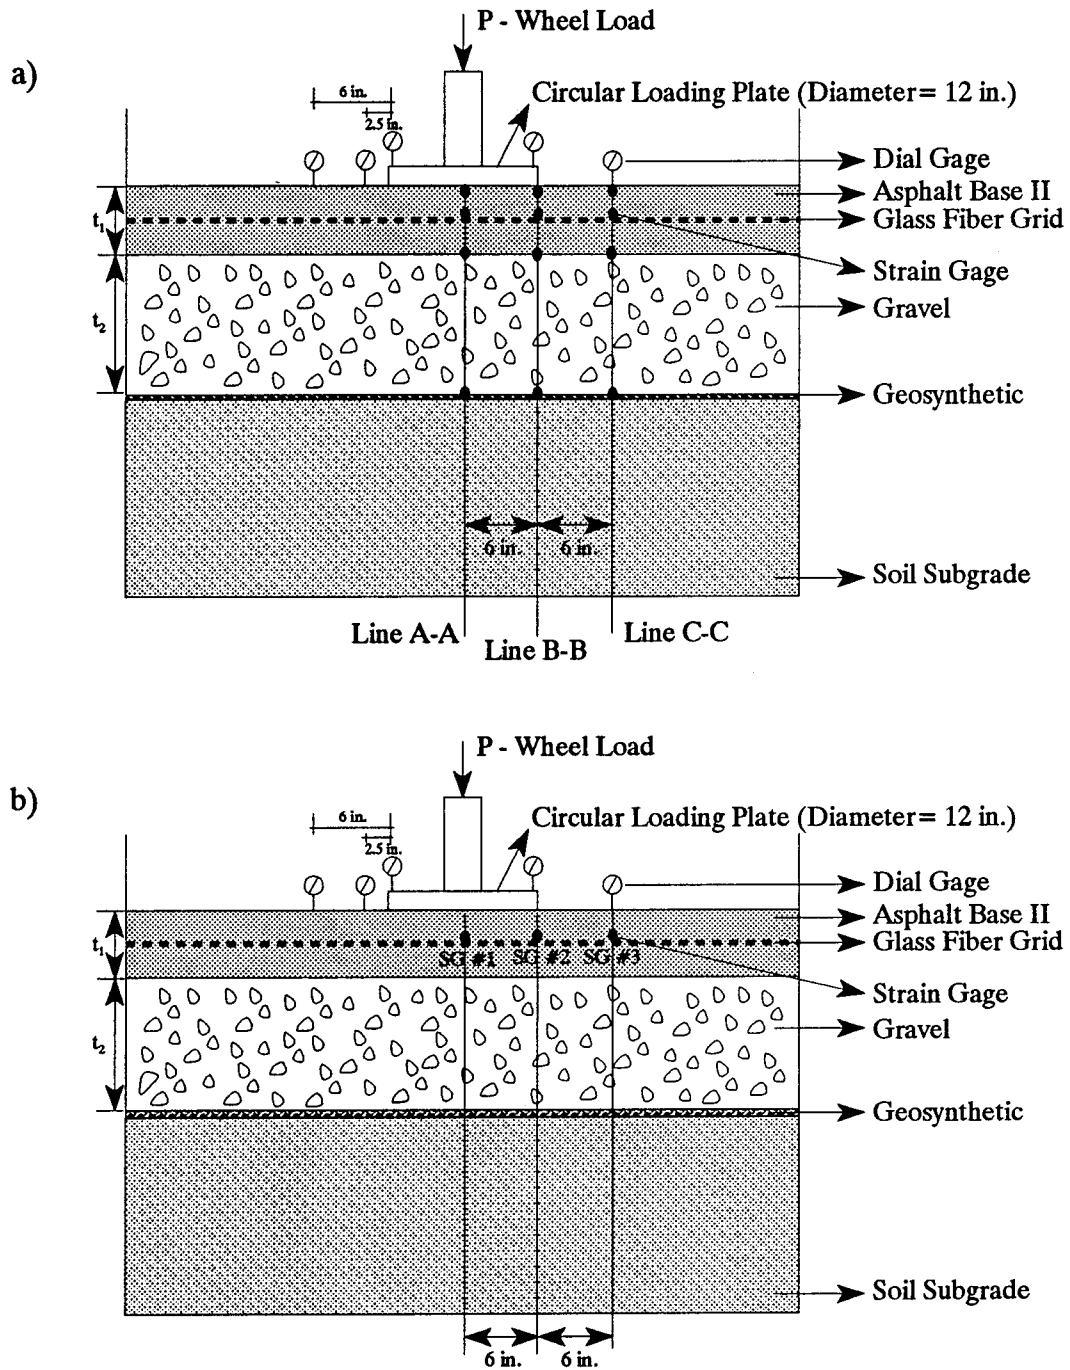 P - Wheel Load
a)
6 in.
Circular Loading Plate (Diameter= 12 in.)
2.5 in.
Dial Gage
Asphalt Base II
t1
Glass Fiber Grid
Strain Gage
Gravel
t2
Geosynthetic
6 in. 6 in.
Soil Subgrade
Line A-A Line B-B Line C-C
P - Wheel Load
b)
6 in.
Circular Loading Plate (Diameter= 12 in.)
2.5 in.
Dial Gage
Asphalt Base II
t1
Glass Fiber Grid
SG #1 SG #2 SG #3
Strain Gage
Gravel
t2
Geosynthetic
Soil Subgrade
6 in. 6 in.